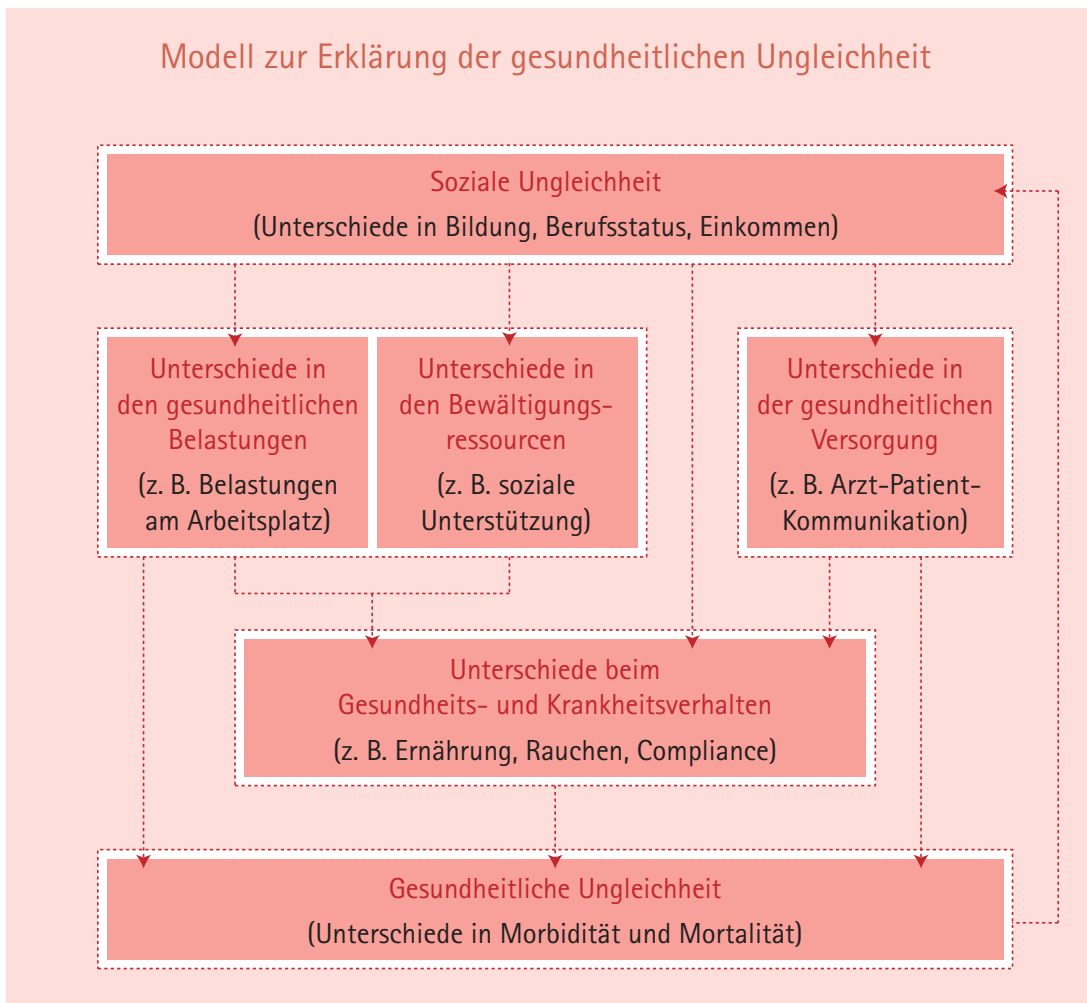 Modell zur Erklärung der gesundheitlichen Ungleichheit
Soziale Ungleichheit
(Unterschiede in Bildung, Berufsstatus, Einkommen)
Unterschiede in
den gesundheitlichen
Belastungen
(z. B. Belastungen
am Arbeitsplatz)
Unterschiede in
den Bewältigungs-
ressourcen
(z. B. soziale
Unterstützung)
Unterschiede in
der gesundheitlichen
Versorgung
(z. B. Arzt-Patient-
Kommunikation)
Unterschiede beim
Gesundheits- und Krankheitsverhalten
(z. B. Ernährung, Rauchen, Compliance)
Gesundheitliche Ungleichheit
(Unterschiede in Morbidität und Mortalität)